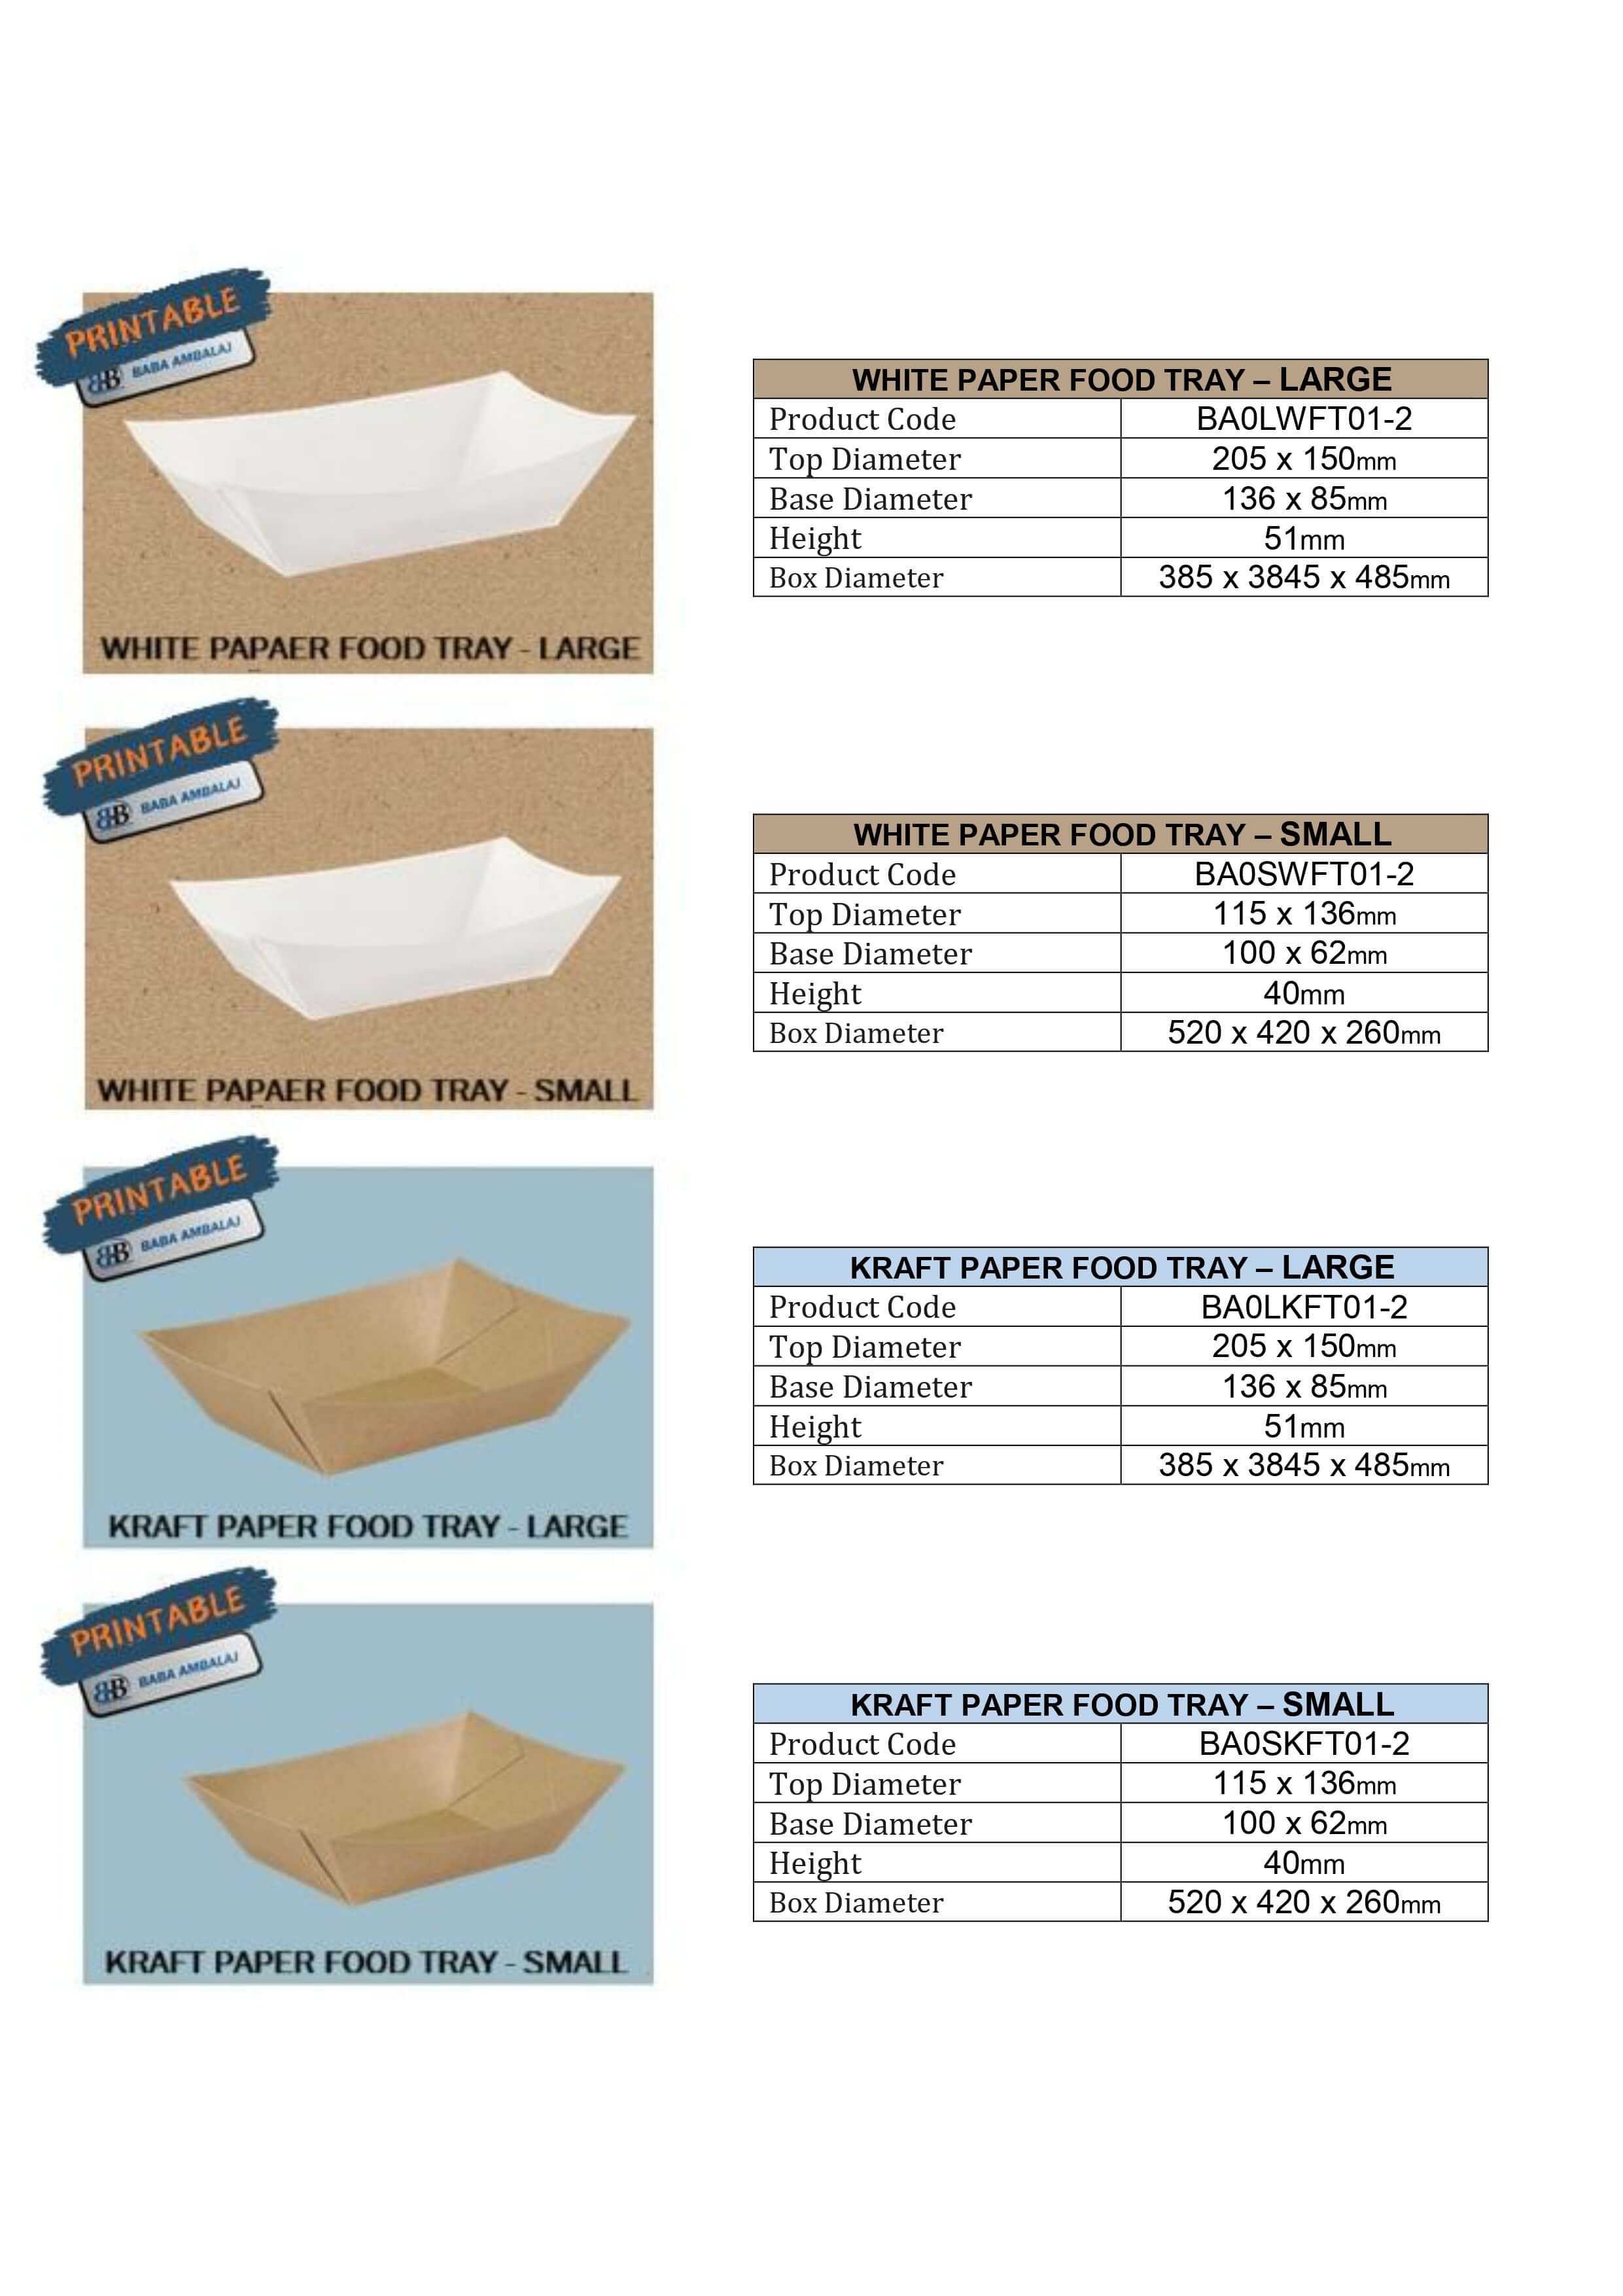 PRINTABLE
BB BABA AMBALAJ
WHITE PAPAER FOOD TRAY - LARGE
WHITE PAPER FOOD TRAY – LARGE
Product Code BA0LWFT01-2
Top Diameter 205 x 150mm
Base Diameter 136 x 85mm
Height 51mm
Box Diameter 385 x 3845 x 485mm
PRINTABLE
BB BABA AMBALAJ
WHITE PAPAER FOOD TRAY - SMALL
WHITE PAPER FOOD TRAY – SMALL
Product Code BA0SWFT01-2
Top Diameter 115 x 136mm
Base Diameter 100 x 62mm
Height 40mm
Box Diameter 520 x 420 x 260mm
PRINTABLE
BB BABA AMBALAJ
KRAFT PAPER FOOD TRAY - LARGE
KRAFT PAPER FOOD TRAY – LARGE
Product Code BA0LKFT01-2
Top Diameter 205 x 150mm
Base Diameter 136 x 85mm
Height 51mm
Box Diameter 385 x 3845 x 485mm
PRINTABLE
BB BABA AMBALAJ
KRAFT PAPER FOOD TRAY - SMALL
KRAFT PAPER FOOD TRAY – SMALL
Product Code BA0SKFT01-2
Top Diameter 115 x 136mm
Base Diameter 100 x 62mm
Height 40mm
Box Diameter 520 x 420 x 260mm